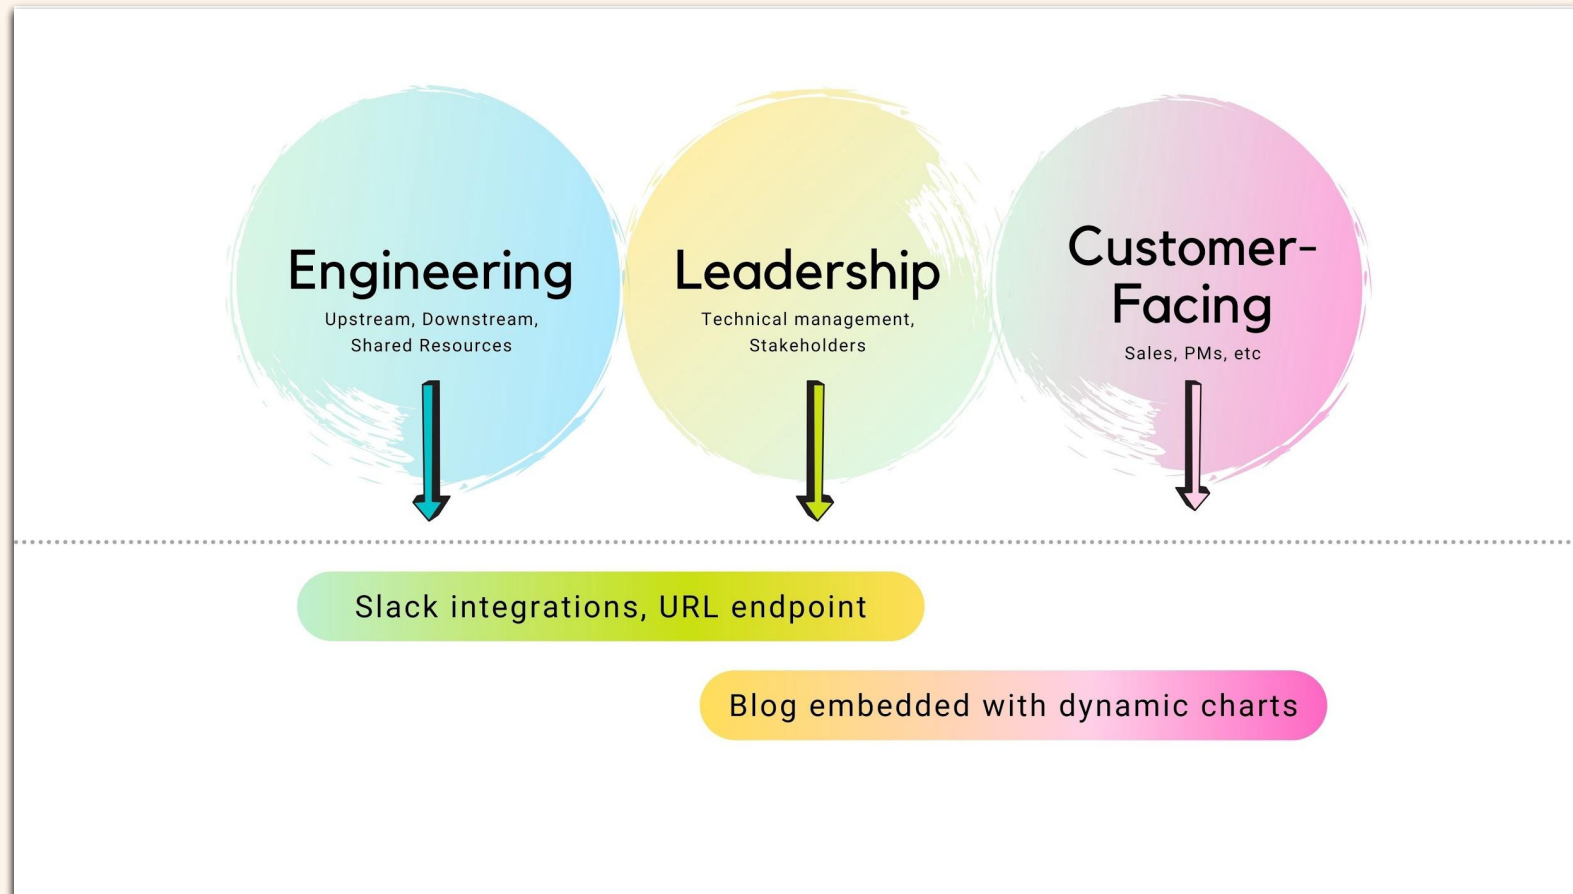 Engineering
Upstream, Downstream,
Shared Resources
Leadership
Technical management,
Stakeholders
Customer-
Facing
Sales, PMs, etc
Slack integrations, URL endpoint
Blog embedded with dynamic charts